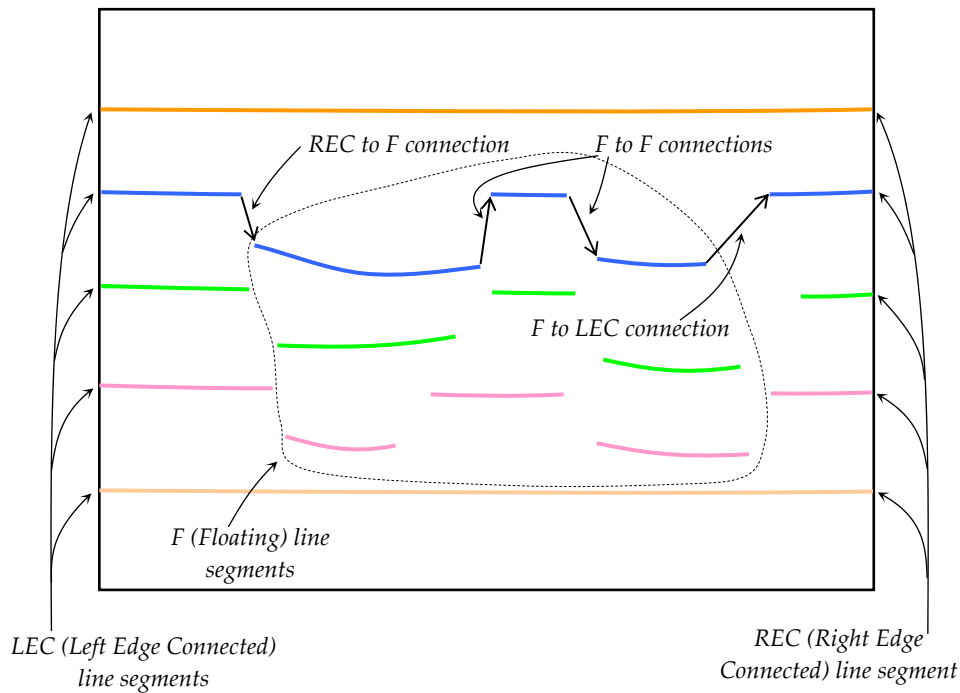 REC to F connection
F to F connections
F to LEC connection
F (Floating) line
segments
LEC (Left Edge Connected)
line segments
REC (Right Edge
Connected) line segment